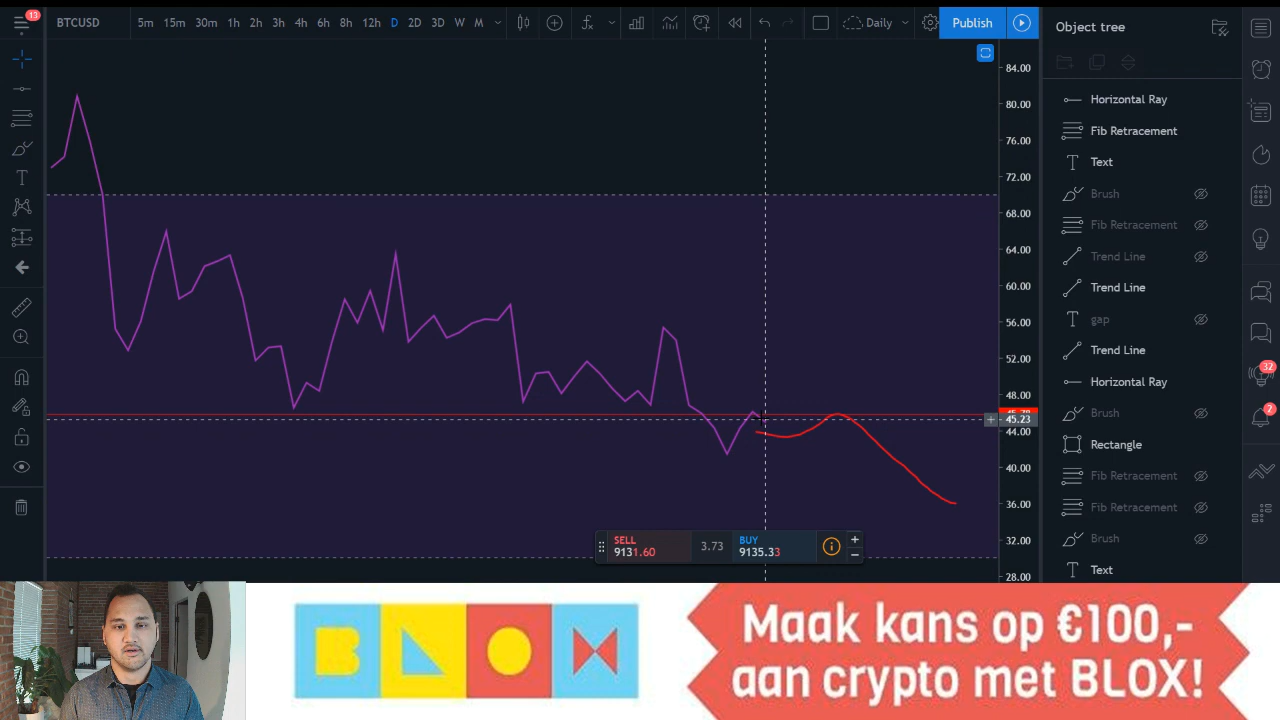 13
BTCUSD
5m 15m 30m 1h 2h 3h 4h 6h 8h 12h D 2D 3D W M
Daily
Publish
Object tree
84.00
80.00
76.00
72.00
68.00
64.00
60.00
56.00
52.00
48.00
45.23
44.00
40.00
36.00
32.00
28.00
Horizontal Ray
Fib Retracement
Text
Brush
Fib Retracement
Trend Line
Trend Line
gap
Trend Line
Horizontal Ray
Brush
Rectangle
Fib Retracement
Fib Retracement
Brush
Text
32
2
SELL
9131.60
3.73
BUY
9135.33
BLOX
Maak kans op €100,-
aan crypto met BLOX!